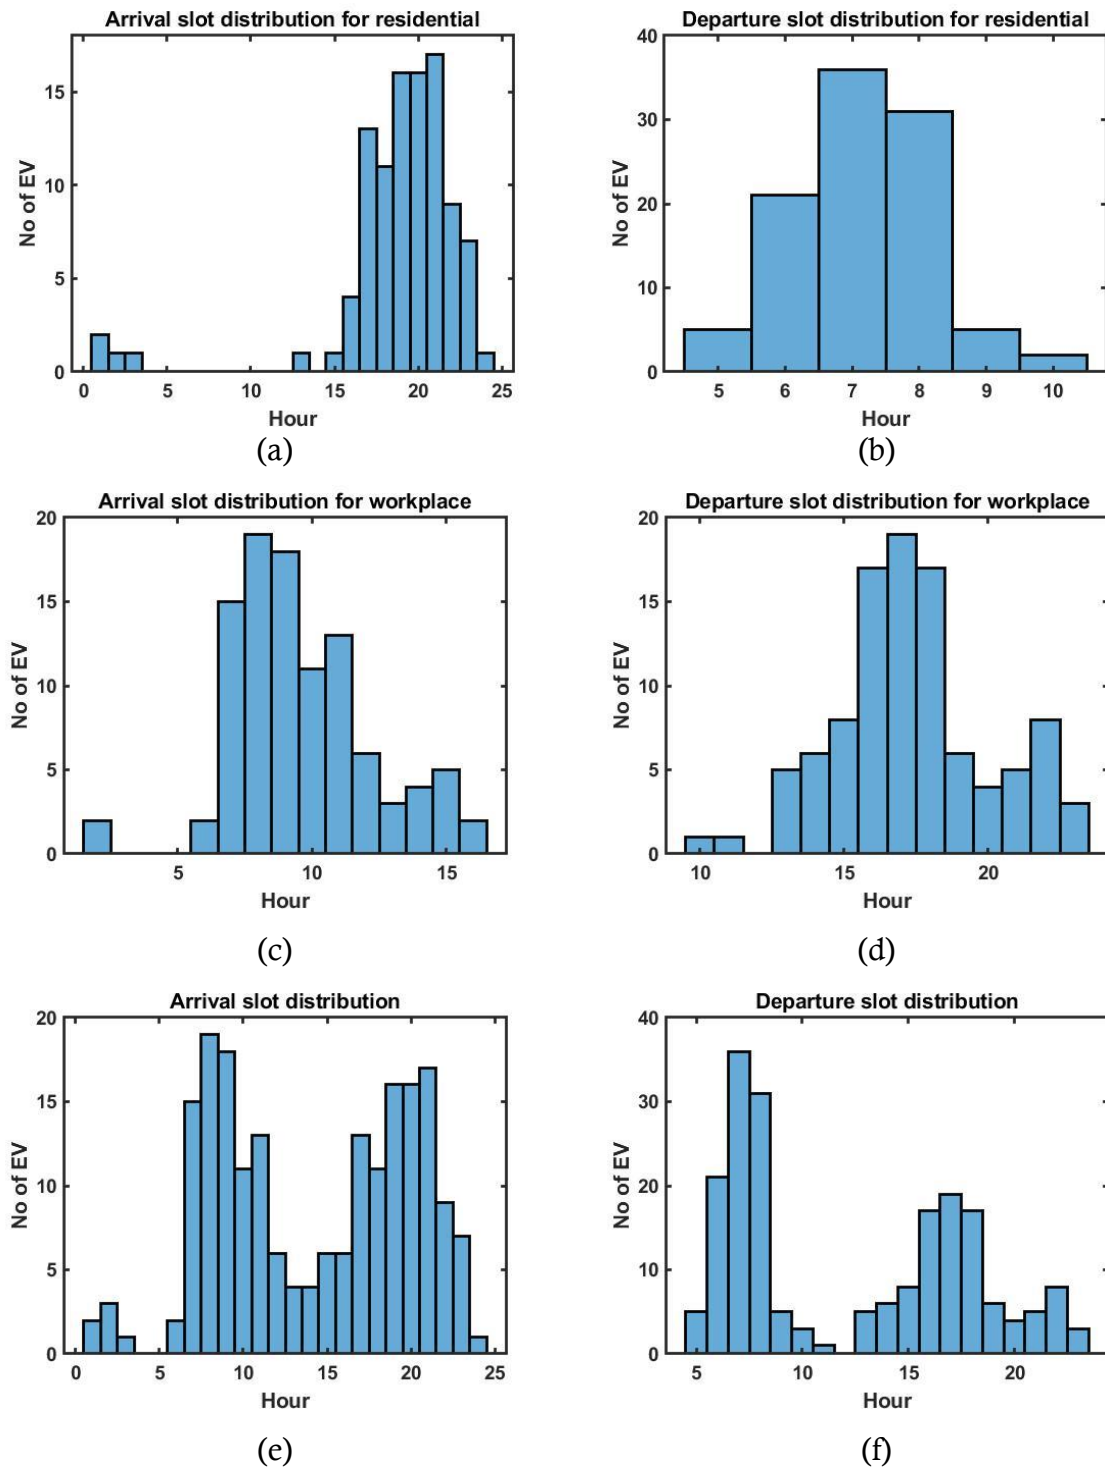 Arrival slot distribution for residential
No of EV
15
10
5
0
0 5 10 15 20 25
Hour
(a)
Departure slot distribution for residential
No of EV
40
30
20
10
0
5 6 7 8 9 10
Hour
(b)
Arrival slot distribution for workplace
No of EV
20
15
10
5
0
5 10 15
Hour
(c)
Departure slot distribution for workplace
No of EV
20
15
10
5
0
10 15 20
Hour
(d)
Arrival slot distribution
No of EV
20
15
10
5
0
0 5 10 15 20 25
Hour
(e)
Departure slot distribution
No of EV
40
30
20
10
0
5 10 15 20
Hour
(f)